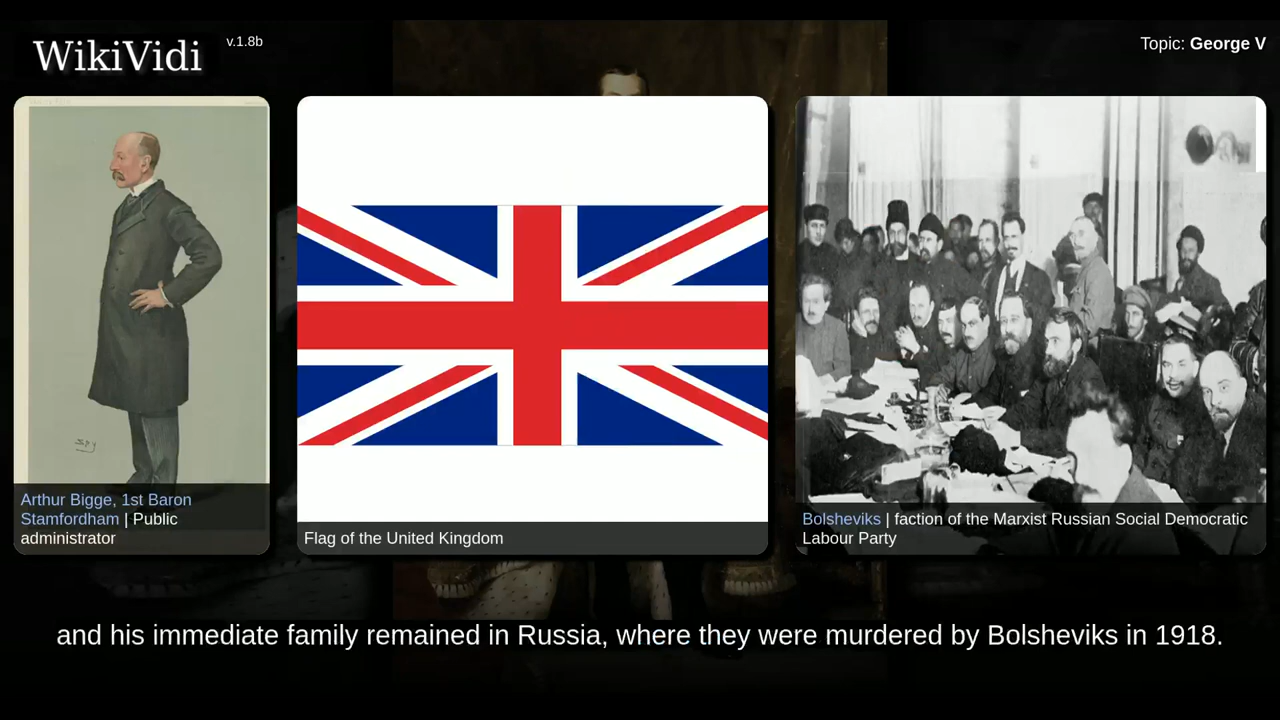 WikiVidi
v.1.8b
Topic: George V
Spy
Arthur Bigge, 1st Baron
Stamfordham | Public
administrator
Flag of the United Kingdom
Bolsheviks | faction of the Marxist Russian Social Democratic
Labour Party
and his immediate family remained in Russia, where they were murdered by Bolsheviks in 1918.